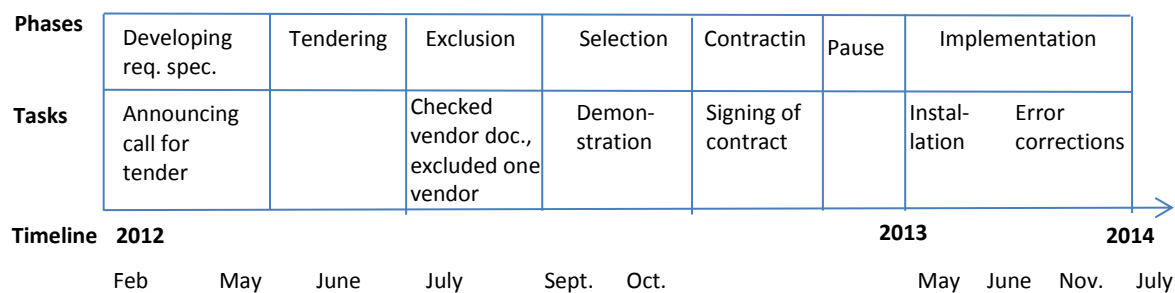 Phases
Developing
req. spec.
Tendering
Exclusion
Selection
Contractin
Pause
Implementation
Tasks
Announcing
call for
tender
Checked
vendor doc.,
excluded one
vendor
Demon-
stration
Signing of
contract
Instal-
lation
Error
corrections
Timeline 2012 2013 2014
Feb May June July Sept. Oct. May June Nov. July